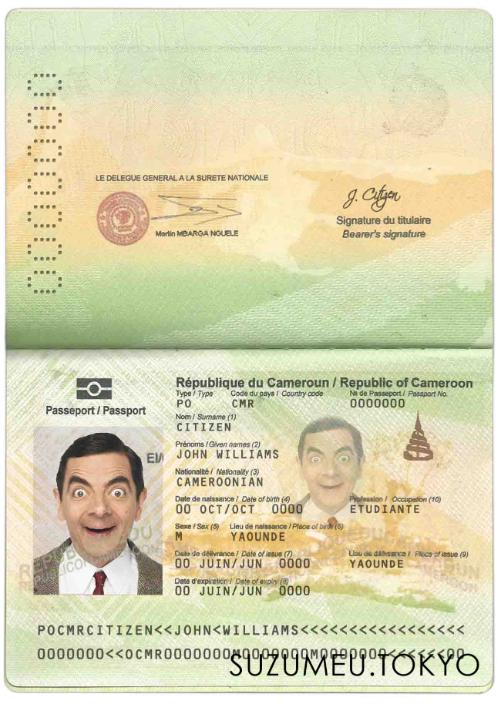 0000000
LE DELEGUE GENERAL A LA SURETE NATIONALE
Martin MBARGA NGUELE
J. Citizen
Signature du titulaire
Bearer's signature
République du Cameroun / Republic of Cameroon
Passeport / Passport
Type / Type Code du pays / Country code № de Passeport / Passport No.
PO CMR 0000000
Nom / Surname (1)
CITIZEN
Prénoms / Given names (2)
JOHN WILLIAMS
Nationalité / Nationality (3)
CAMEROONIAN
Date de naissance / Date of birth (4) Profession / Occupation (10)
00 OCT/OCT 0000 ETUDIANTE
Sexe / Sex (5) Lieu de naissance / Place of birth (6)
M YAOUNDE
Date de délivrance / Date of issue (7) Lieu de délivrance / Place of issue (9)
00 JUIN/JUN 0000 YAOUNDE
Date d'expiration / Date of expiry (8)
00 JUIN/JUN 0000
POCMRCITIZEN<<JOHN<WILLIAMS<<<<<<<<<<<<<<<<<
SUZUMEU.TOKYO